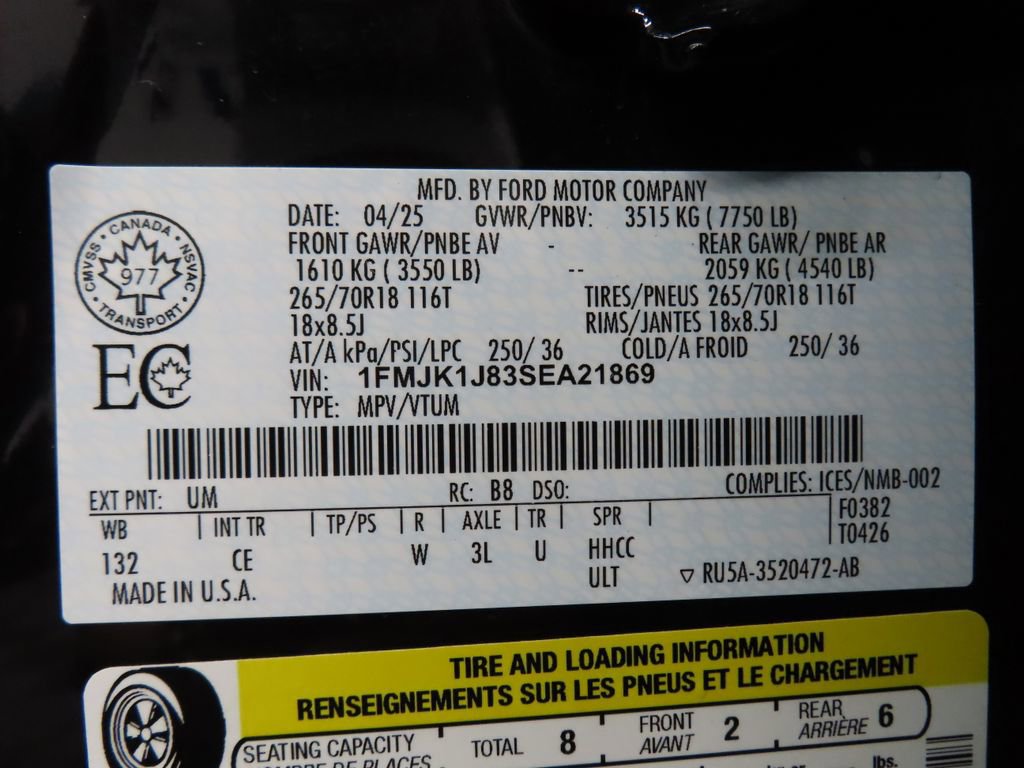 MFD. BY FORD MOTOR COMPANY
DATE: 04/25 GVWR/PNBV: 3515 KG ( 7750 LB)
FRONT GAWR/PNBE AV - REAR GAWR/ PNBE AR
1610 KG ( 3550 LB) -- 2059 KG ( 4540 LB)
265/70R18 116T TIRES/PNEUS 265/70R18 116T
18x8.5J RIMS/JANTES 18x8.5J
AT/A kPa/PSI/LPC 250/ 36 COLD/A FROID 250/ 36
VIN: 1FMJK1J83SEA21869
TYPE: MPV/VTUM
CMVSS • CANADA • NSVAC • TRANSPORT •
977
EC
EXT PNT: UM RC: B8 DSO: COMPLIES: ICES/NMB-002
WB | INT TR | TP/PS | R | AXLE | TR | SPR | F0382
T0426
132 CE W 3L U HHCC
ULT ▽ RU5A-3520472-AB
MADE IN U.S.A.
TIRE AND LOADING INFORMATION
RENSEIGNEMENTS SUR LES PNEUS ET LE CHARGEMENT
SEATING CAPACITY TOTAL 8 FRONT 2 REAR 6
AVANT ARRIÈRE
NOMBRE DE PLACES
lbs.